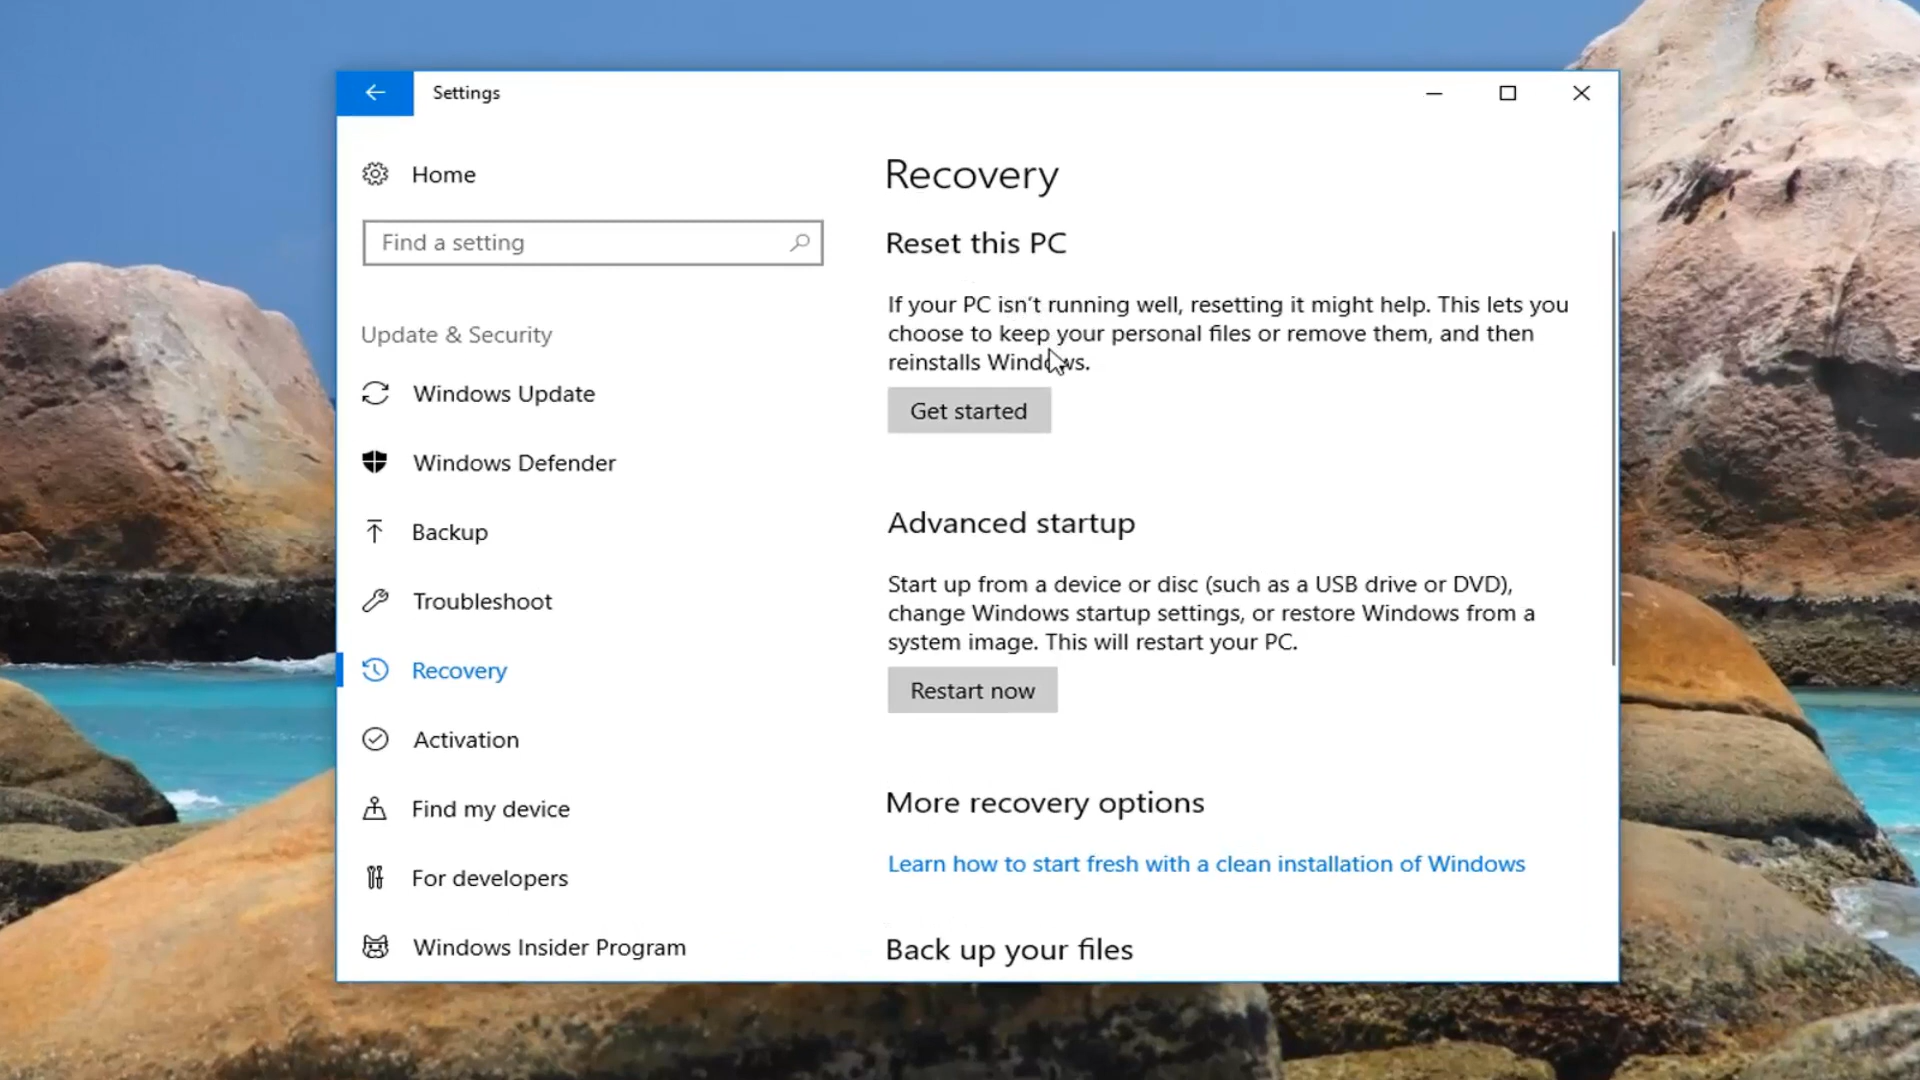 Settings
Home
Find a setting
Update & Security
Windows Update
Windows Defender
Backup
Troubleshoot
Recovery
Activation
Find my device
For developers
Windows Insider Program
Recovery
Reset this PC
If your PC isn't running well, resetting it might help. This lets you
choose to keep your personal files or remove them, and then
reinstalls Windows.
Get started
Advanced startup
Start up from a device or disc (such as a USB drive or DVD),
change Windows startup settings, or restore Windows from a
system image. This will restart your PC.
Restart now
More recovery options
Learn how to start fresh with a clean installation of Windows
Back up your files